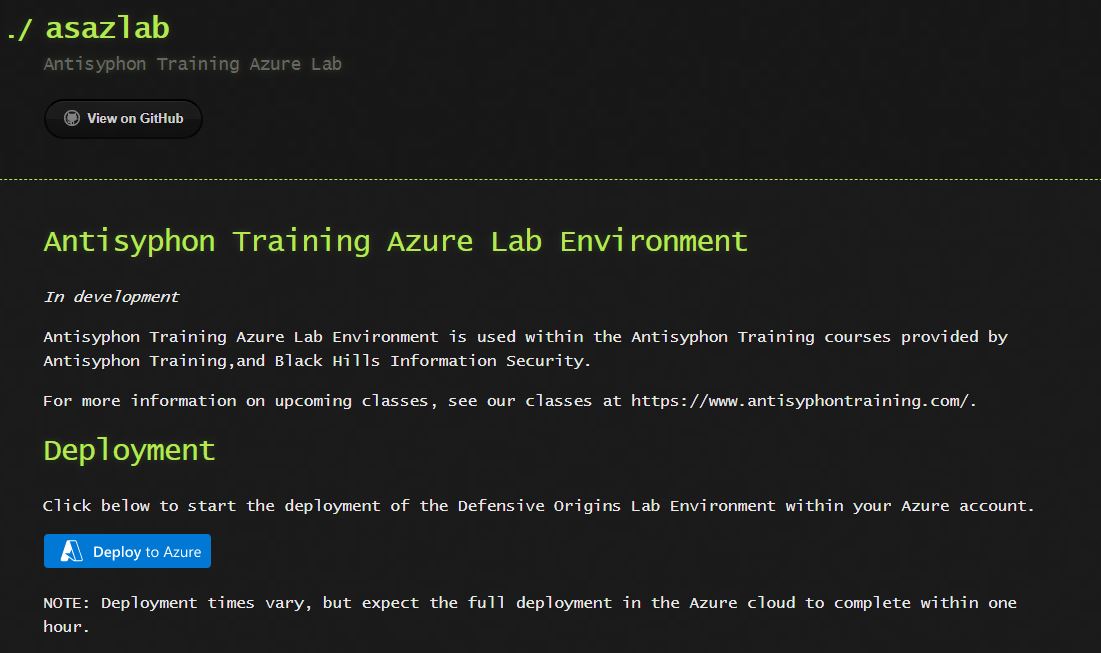 ./ asazlab
Antisyphon Training Azure Lab
View on GitHub
Antisyphon Training Azure Lab Environment
In development
Antisyphon Training Azure Lab Environment is used within the Antisyphon Training courses provided by
Antisyphon Training,and Black Hills Information Security.
For more information on upcoming classes, see our classes at https://www.antisyphontraining.com/.
Deployment
Click below to start the deployment of the Defensive Origins Lab Environment within your Azure account.
Deploy to Azure
NOTE: Deployment times vary, but expect the full deployment in the Azure cloud to complete within one
hour.